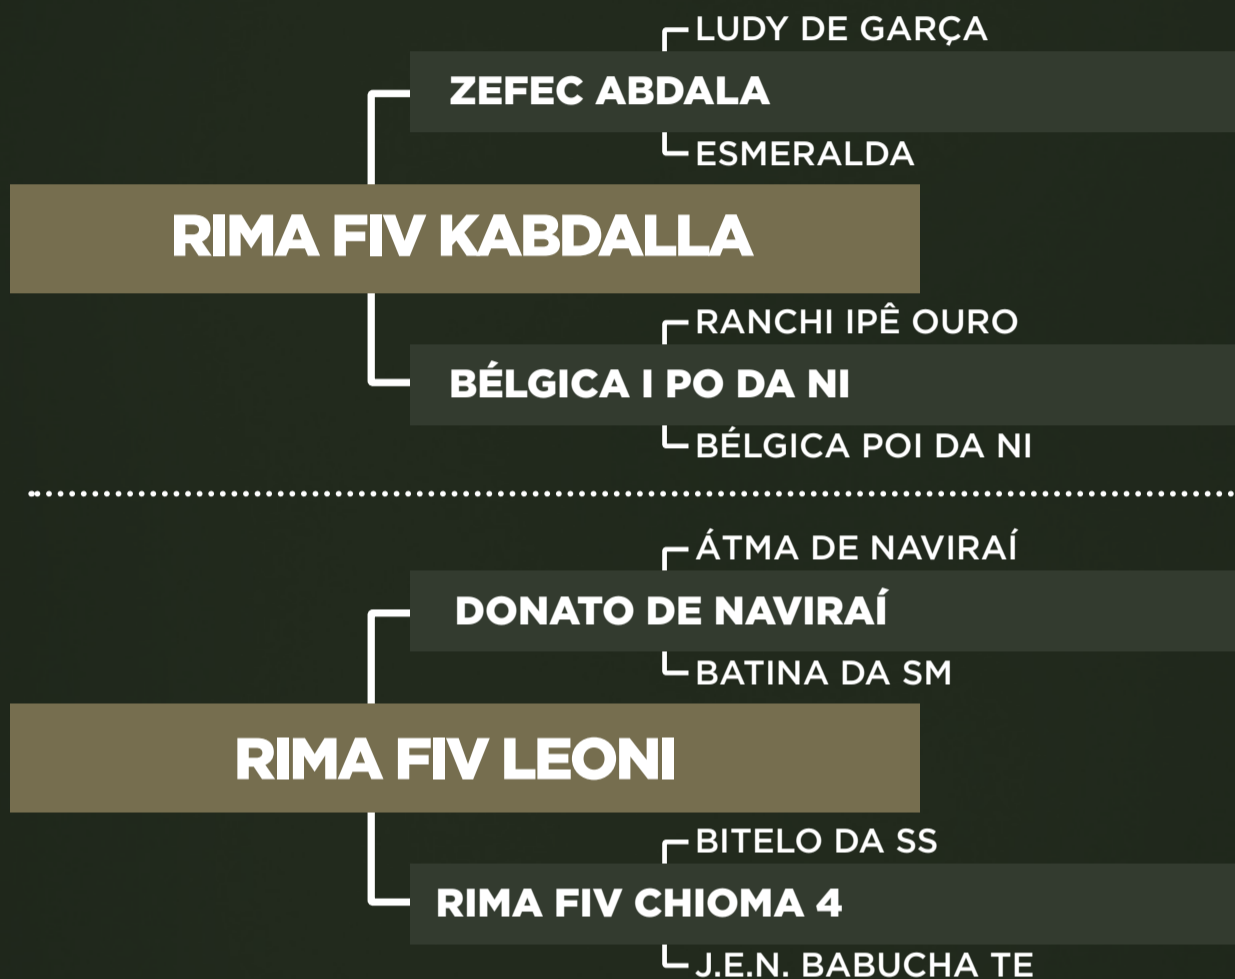 LUDY DE GARÇA
ZEFEC ABDALA
ESMERALDA
RIMA FIV KABDALLA
RANCHI IPÊ OURO
BÉLGICA I PO DA NI
BÉLGICA POI DA NI
ÁTMA DE NAVIRAÍ
DONATO DE NAVIRAÍ
BATINA DA SM
RIMA FIV LEONI
BITELO DA SS
RIMA FIV CHIOMA 4
J.E.N. BABUCHA TE